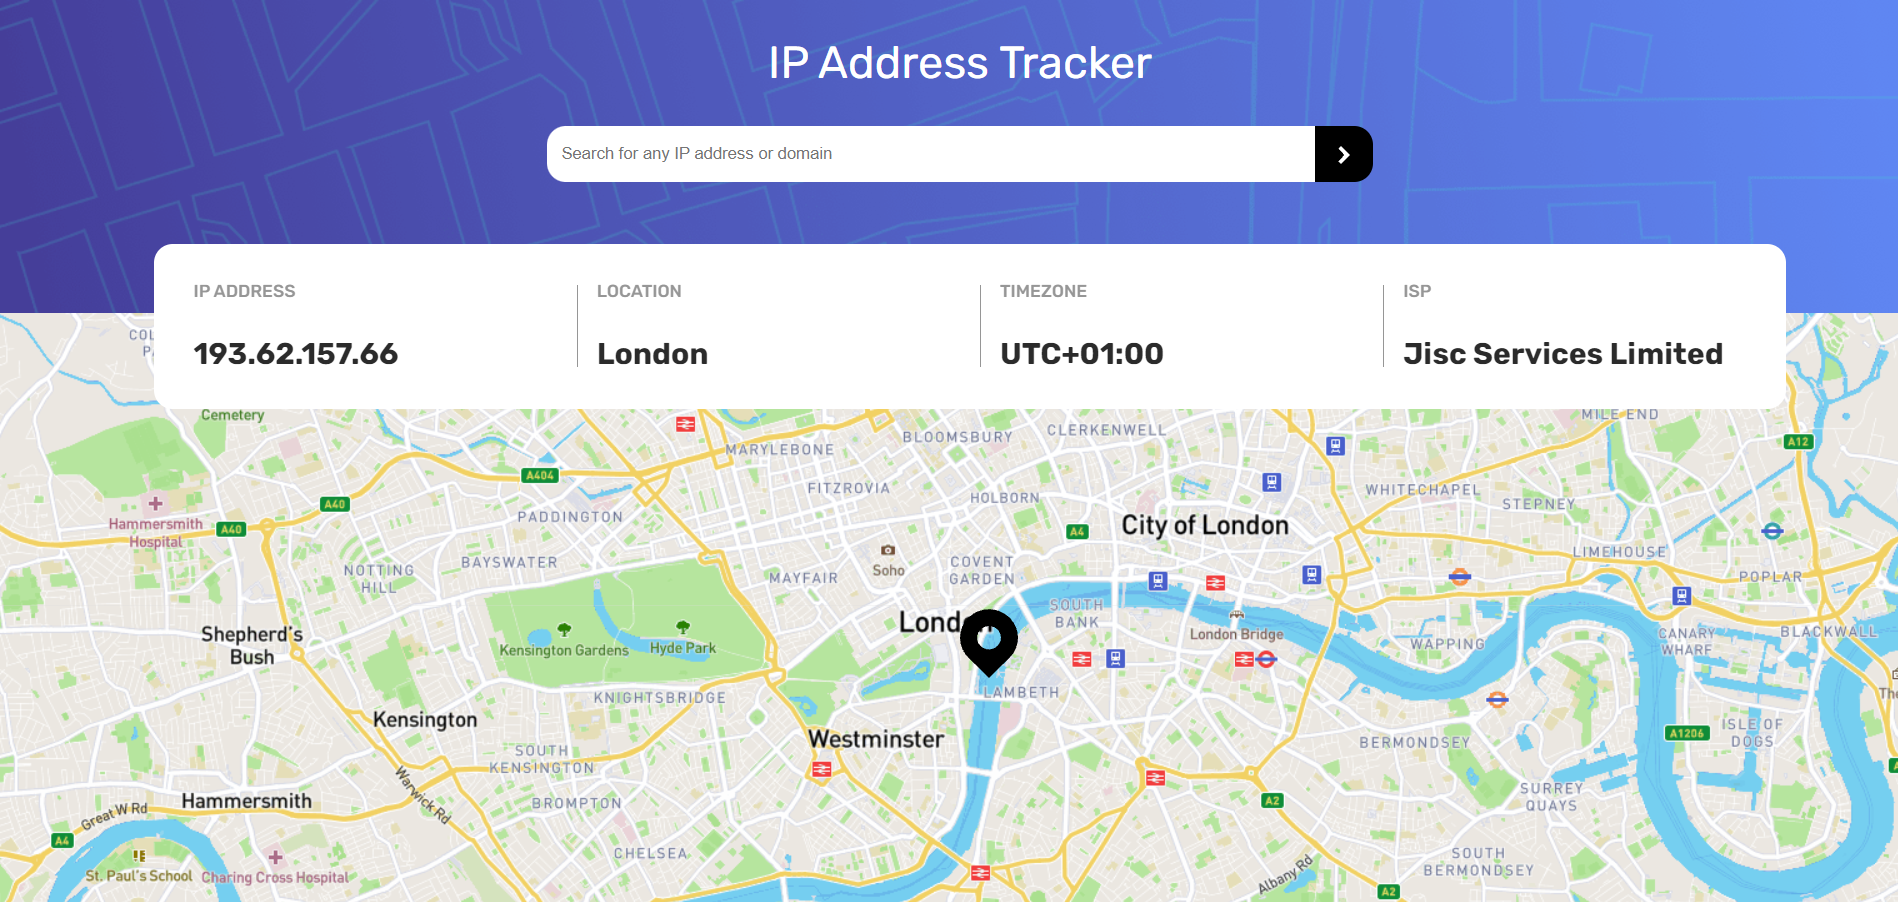 IP Address Tracker
Search for any IP address or domain
IP ADDRESS
193.62.157.66
LOCATION
London
TIMEZONE
UTC+01:00
ISP
Jisc Services Limited
Cemetery
MILE END
CLERKENWELL
BLOOMSBURY
A12
MARYLEBONE
A404
FITZROVIA
WHITECHAPEL
HOLBORN
STEPNEY
A40
PADDINGTON
Hammersmith
Hospital
A40
A4
City of London
Soho
LIMEHOUSE
BAYSWATER
COVENT
GARDEN
NOTTING
HILL
MAYFAIR
POPLAR
SOUTH
BANK
London Bridge
Shepherd's
Bush
Kensington Gardens
Hyde Park
WAPPING
CANARY
WHARF
BLACKWALL
LAMBETH
KNIGHTSBRIDGE
Kensington
Westminster
BERMONDSEY
A1206
ISLE OF
DOGS
SOUTH
KENSINGTON
Warwick Rd
SURREY
QUAYS
Hammersmith
Great W Rd
BROMPTON
A2
A4
CHELSEA
St. Paul's School
Charing Cross Hospital
SOUTH
BERMONDSEY
Albany Rd
A2